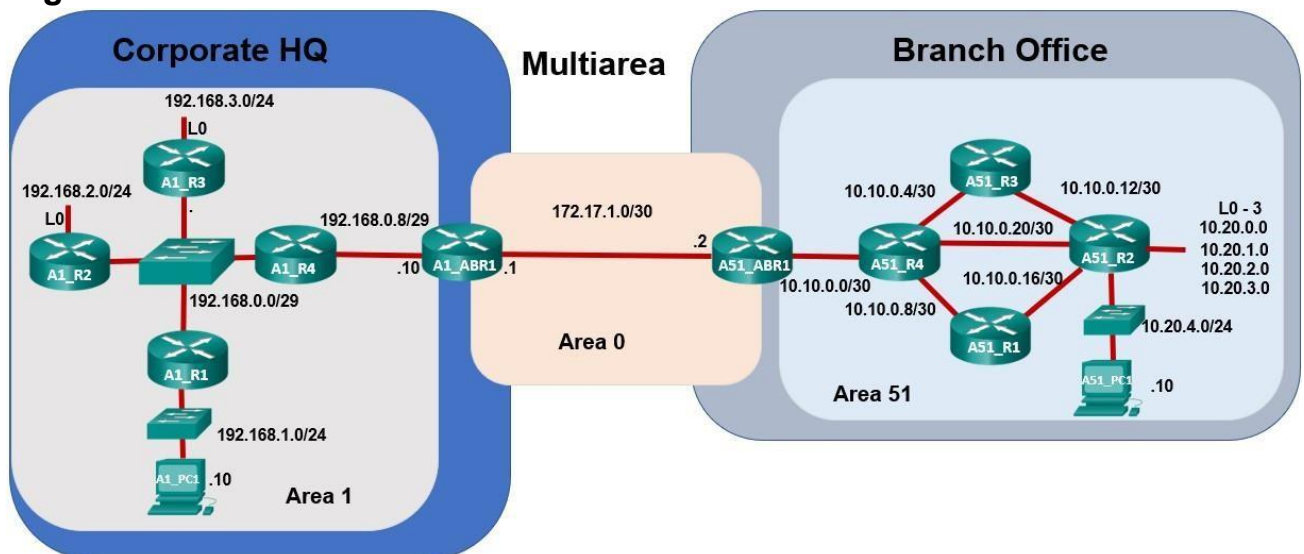 Corporate HQ
Multiarea
Branch Office
192.168.3.0/24
L0
A1_R3
192.168.2.0/24
L0
A1_R2
192.168.0.8/29
A1_R4
.10
A1_ABR1
.1
192.168.0.0/29
A1_R1
192.168.1.0/24
A1_PC1
.10
Area 1
172.17.1.0/30
.2
A51_ABR1
Area 0
10.10.0.4/30
A51_R3
10.10.0.12/30
10.10.0.20/30
A51_R4
10.10.0.0/30
10.10.0.8/30
10.10.0.16/30
A51_R1
A51_R2
L0 - 3
10.20.0.0
10.20.1.0
10.20.2.0
10.20.3.0
10.20.4.0/24
A51_PC1
.10
Area 51